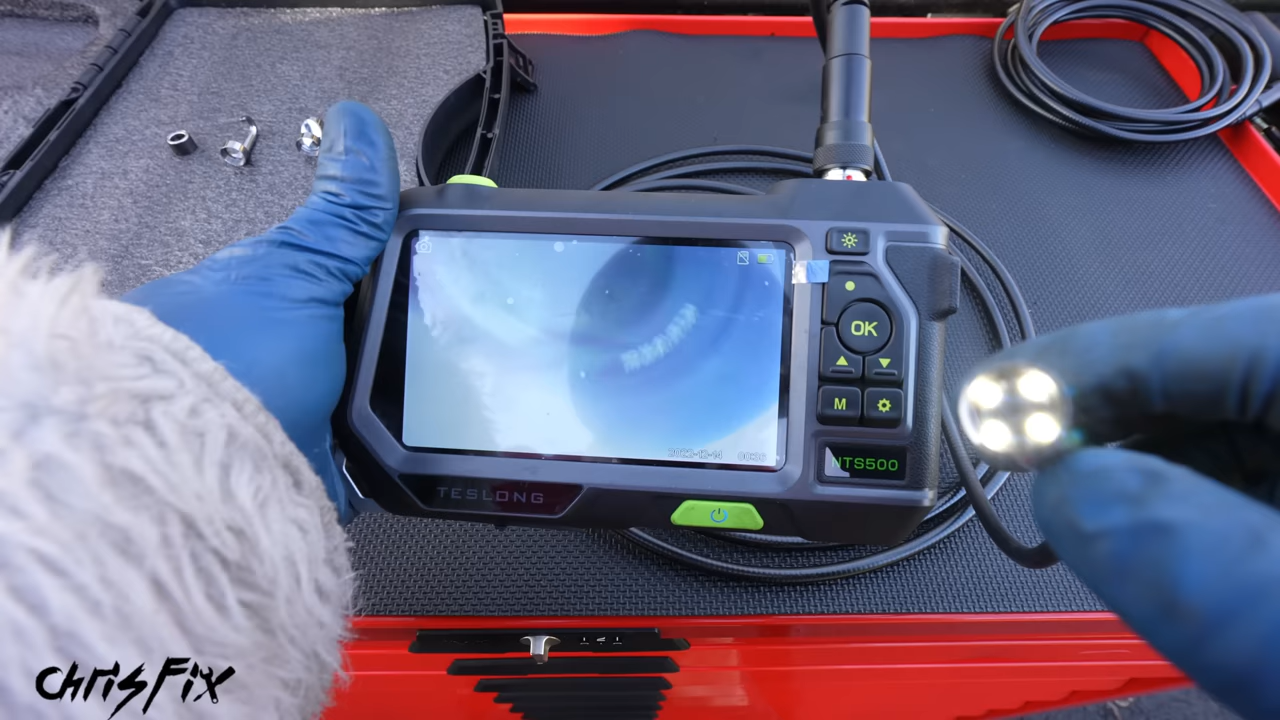 OK
M
NTS500
TESLONG
chrisFix